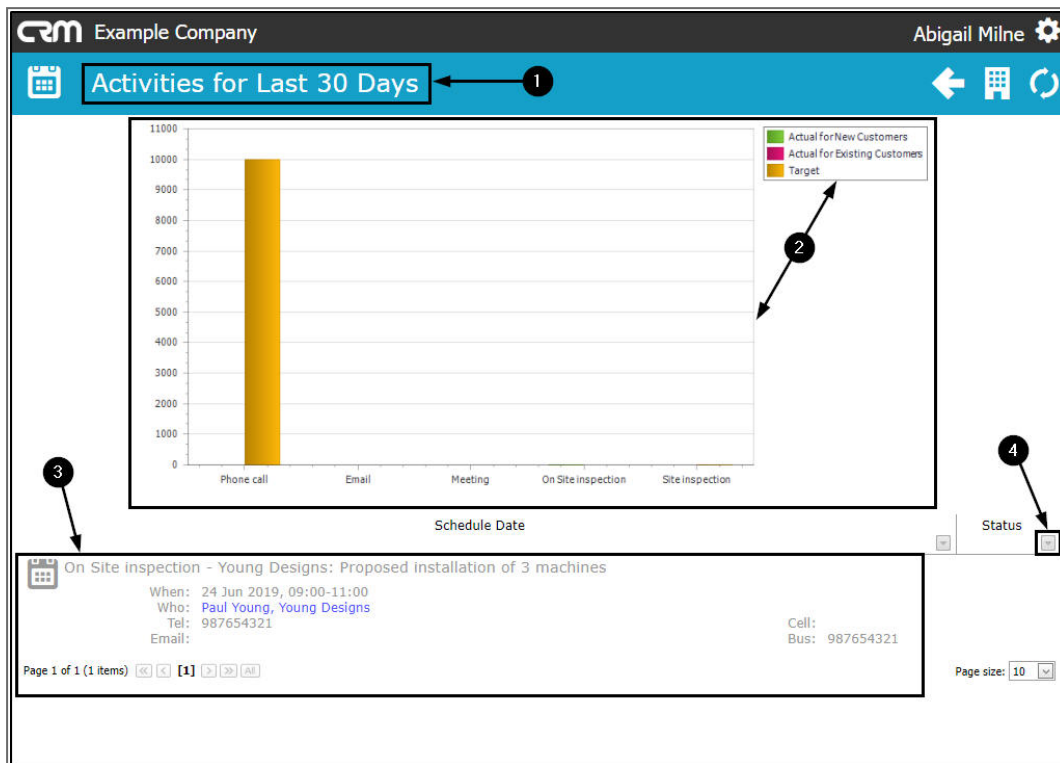 CRM Example Company
Abigail Milne
Activities for Last 30 Days
1
11000
10000
9000
8000
7000
6000
5000
4000
3000
2000
1000
0
Phone call
Email
Meeting
On Site inspection
Site inspection
Actual for New Customers
Actual for Existing Customers
Target
2
3
4
Schedule Date
Status
On Site inspection - Young Designs: Proposed installation of 3 machines
When: 24 Jun 2019, 09:00-11:00
Who: Paul Young, Young Designs
Tel: 987654321
Cell:
Email:
Bus: 987654321
Page 1 of 1 (1 items) « < [1] > » All
Page size: 10